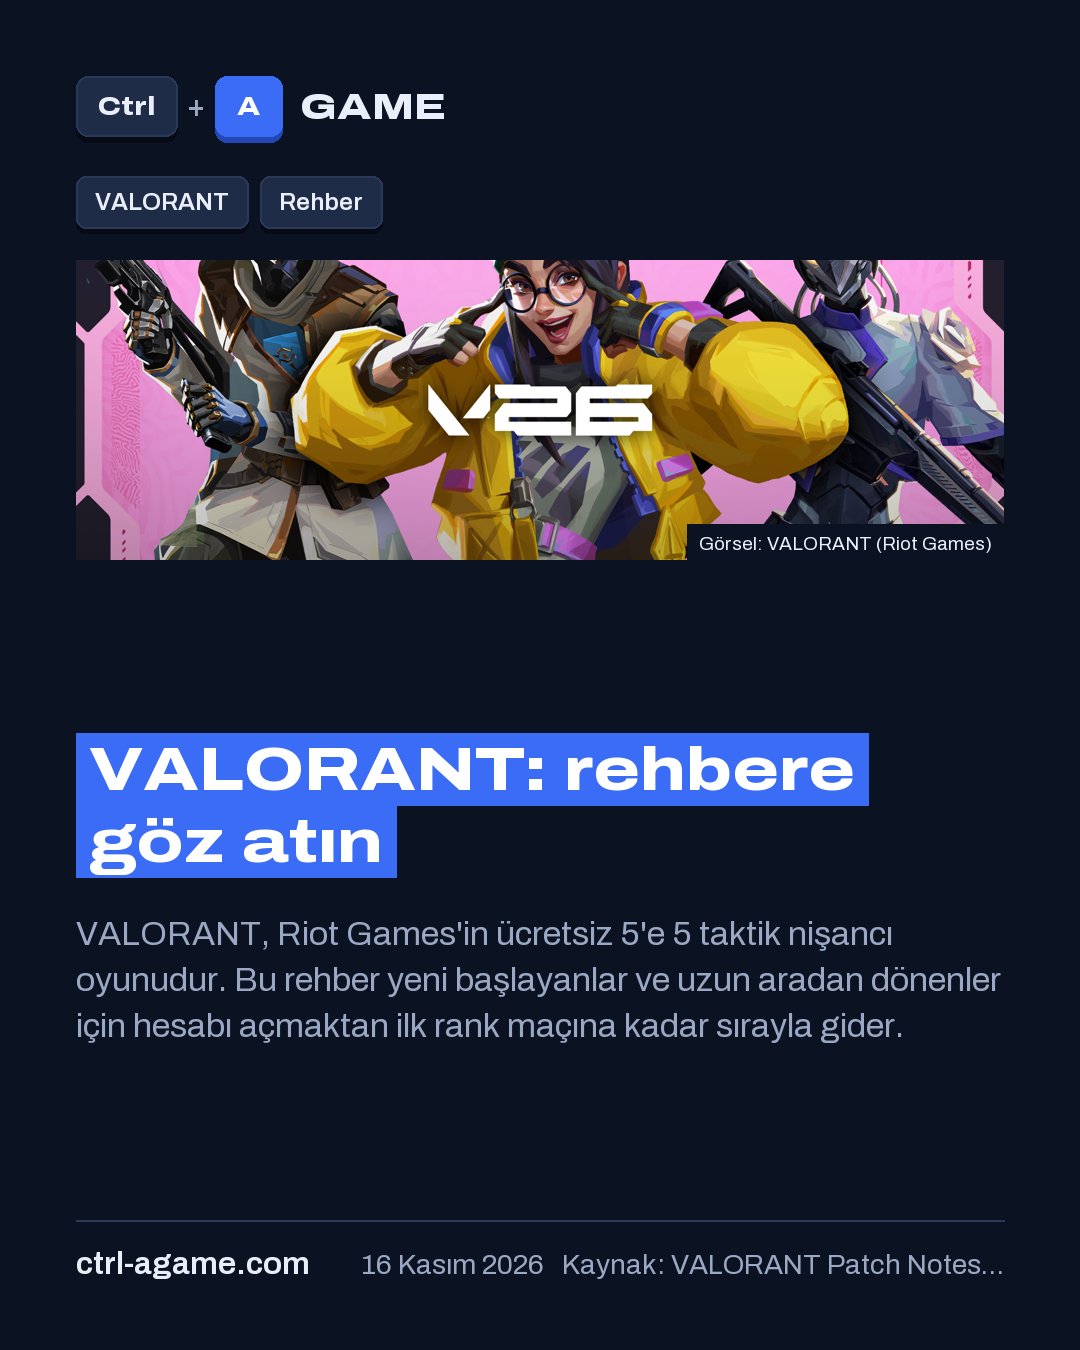 Ctrl + A GAME
VALORANT Rehber
V26
Görsel: VALORANT (Riot Games)
VALORANT: rehbere
göz atın
VALORANT, Riot Games'in ücretsiz 5'e 5 taktik nişancı
oyunudur. Bu rehber yeni başlayanlar ve uzun aradan dönenler
için hesabı açmaktan ilk rank maçına kadar sırayla gider.
ctrl-agame.com 16 Kasım 2026 Kaynak: VALORANT Patch Notes...